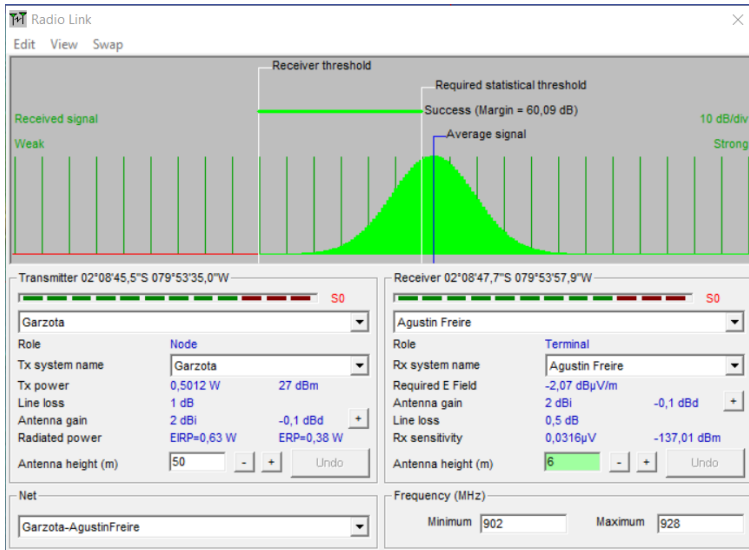 Radio Link
Edit View Swap
Receiver threshold
Required statistical threshold
Success (Margin = 60,09 dB)
Received signal
10 dB/div
Average signal
Weak
Strong
Transmitter 02°08'45,5"S 079°53'35,0"W
S0
Garzota
Role Node
Tx system name Garzota
Tx power 0,5012 W 27 dBm
Line loss 1 dB
Antenna gain 2 dBi -0,1 dBd +
Radiated power EIRP=0,63 W ERP=0,38 W
Antenna height (m) 50 - + Undo
Net
Garzota-AgustinFreire
Receiver 02°08'47,7"S 079°53'57,9"W
S0
Agustin Freire
Role Terminal
Rx system name Agustin Freire
Required E Field -2,07 dBµV/m
Antenna gain 2 dBi -0,1 dBd +
Line loss 0,5 dB
Rx sensitivity 0,0316µV -137,01 dBm
Antenna height (m) 6 - + Undo
Frequency (MHz)
Minimum 902 Maximum 928